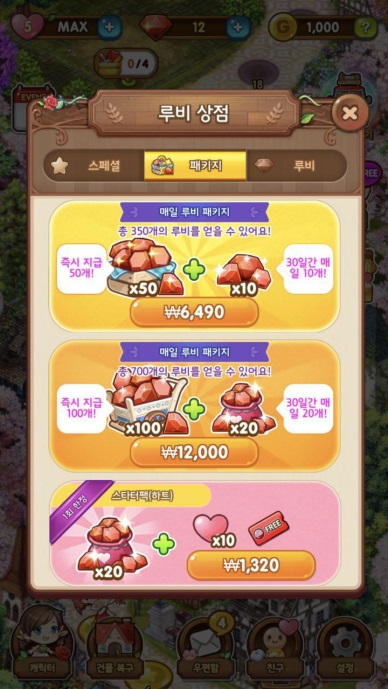 5 MAX
12
1,000
0/4
EVENT
18
루비 상점
FREE
스페셜
패키지
루비
매일 루비 패키지
총 350개의 루비를 얻을 수 있어요!
즉시 지급
50개!
x50
x10
30일간 매
일 10개!
₩6,490
매일 루비 패키지
총 700개의 루비를 얻을 수 있어요!
즉시 지급
100개!
x100
x20
30일간 매
일 20개!
₩12,000
1회 한정
스타터팩(하트)
x20
x10
FREE
₩1,320
4
캐릭터
건물 복구
우편함
친구
설정